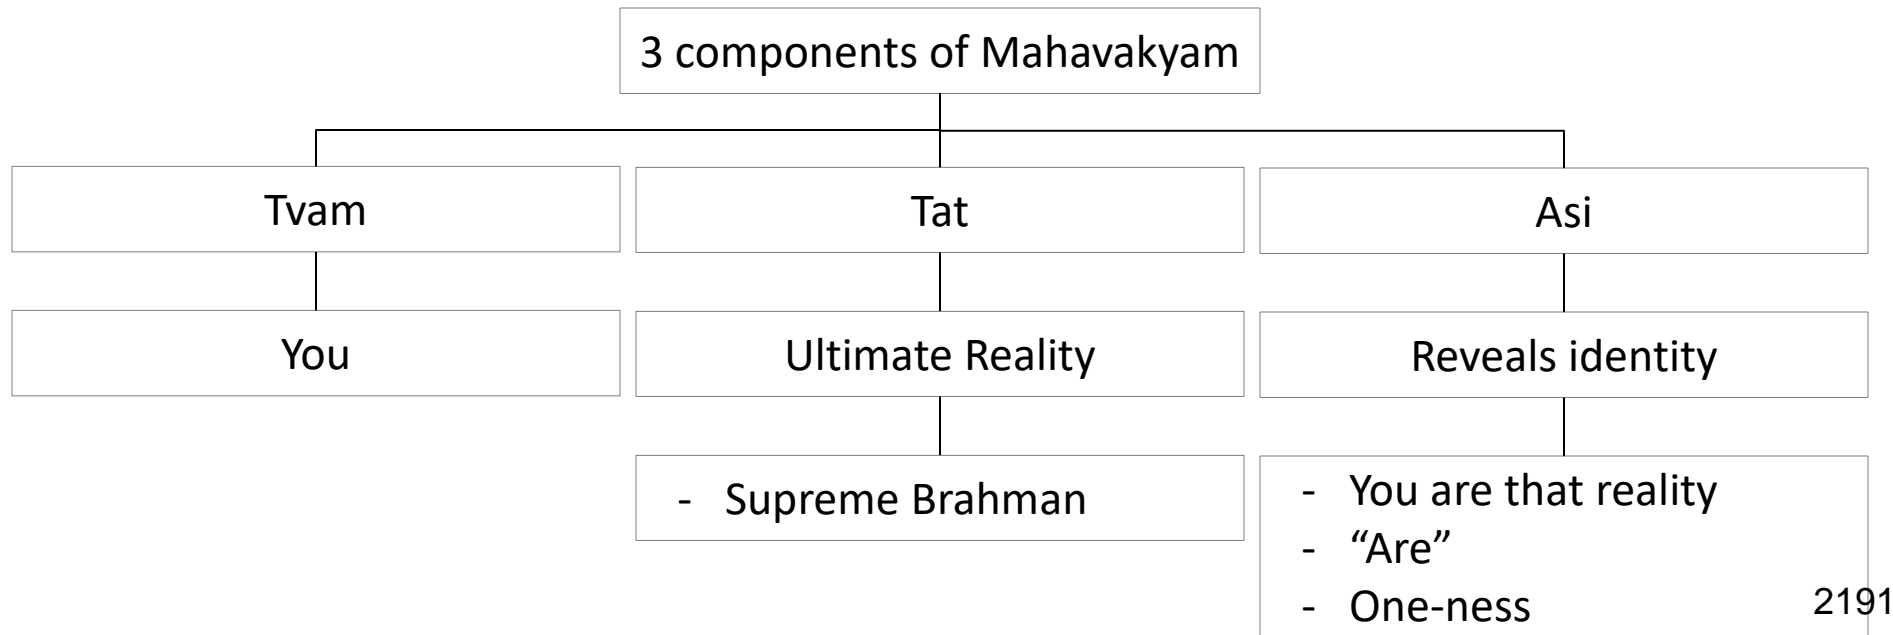 3 components of Mahavakyam
Tvam
Tat
Asi
You
Ultimate Reality
Reveals identity
- Supreme Brahman
- You are that reality
- “Are”
- One-ness
2191